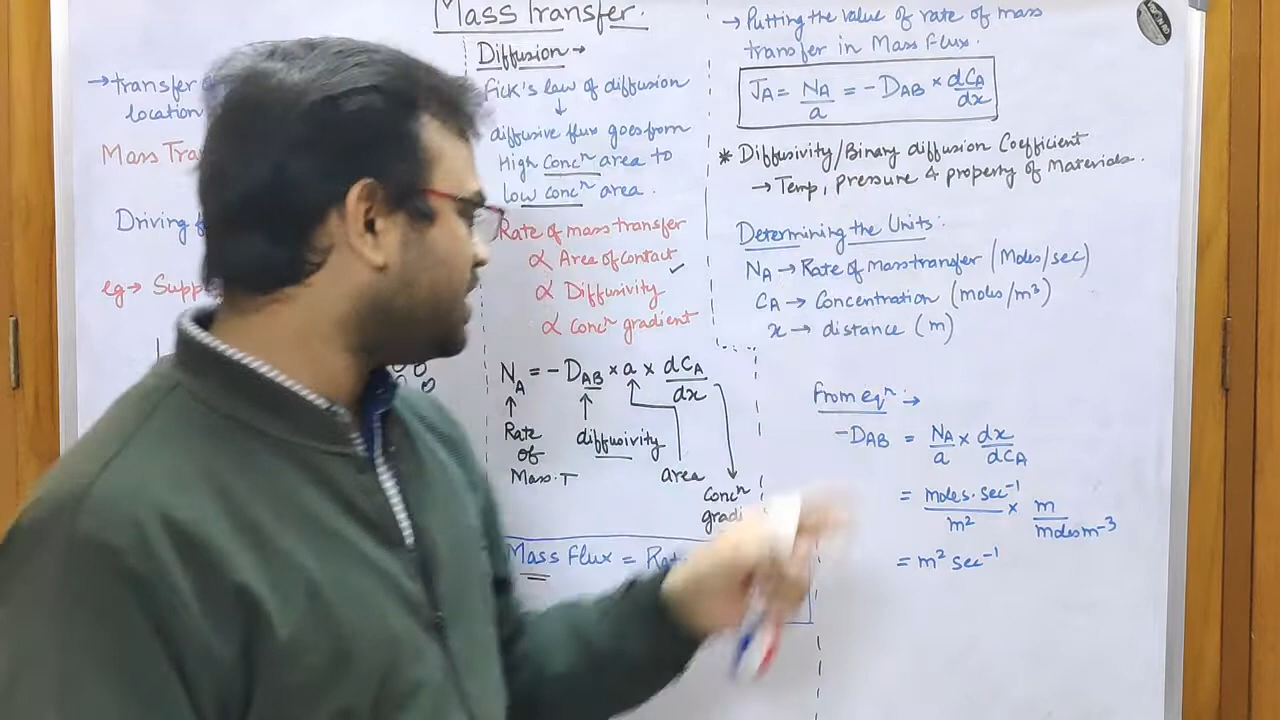 Mass Transfer.
→ transfer
location
Mass
Driving
eg →
Diffusion →
Fick's law of diffusion
↓
diffusive flux goes from
High Concⁿ area to
low concⁿ area.
Rate of mass transfer
∝ Area of contact ✓
∝ Diffusivity
∝ Concⁿ gradient
N_A = - D_AB × a × dC_A/dx
Rate
of
Mass.T
diffusivity
area
Concⁿ
Mass Flux =
→ Putting the value of rate of mass
transfer in Mass Flux.
J_A = N_A/a = - D_AB × dC_A/dx
* Diffusivity/Binary diffusion Coefficient
→ Temp, Pressure & property of Materials.
Determining the Units:
N_A → Rate of Mass transfer (Moles/sec)
C_A → Concentration (moles/m³)
x → distance (m)
From eqⁿ: →
-D_AB = N_A/a × dx/dC_A
= moles.sec⁻¹/m² × m/moles m⁻³
= m² sec⁻¹